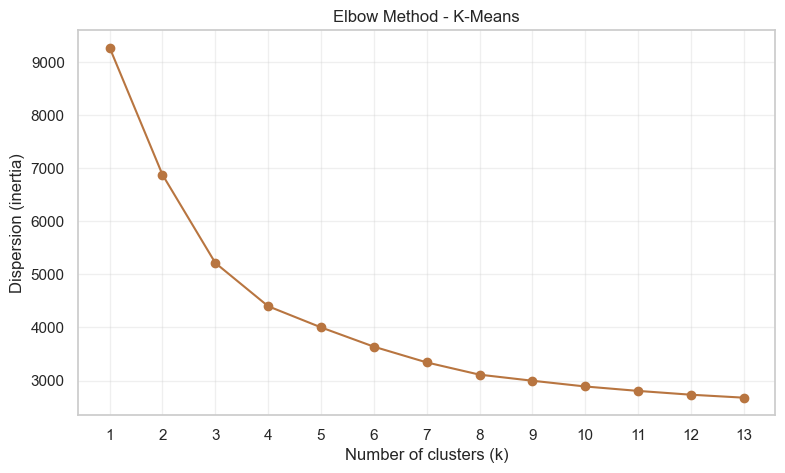 Elbow Method - K-Means
Dispersion (inertia)
9000
8000
7000
6000
5000
4000
3000
1 2 3 4 5 6 7 8 9 10 11 12 13
Number of clusters (k)